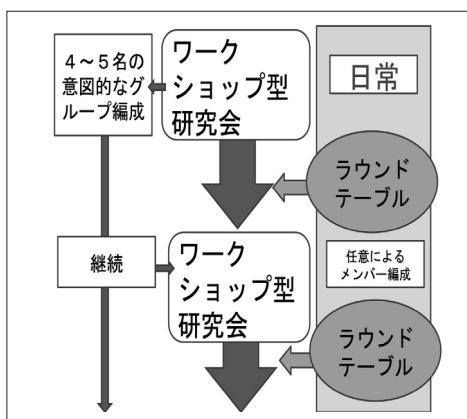 4～5名の
意図的なグ
ループ編成
ワーク
ショップ型
研究会
日常
ラウンド
テーブル
継続
ワーク
ショップ型
研究会
任意による
メンバー編成
ラウンド
テーブル